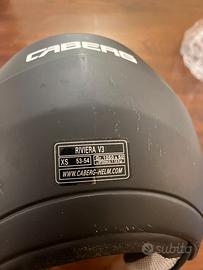 CABERG
RIVIERA V3
XS 53-54
WWW.CABERG-HELM.COM
subito